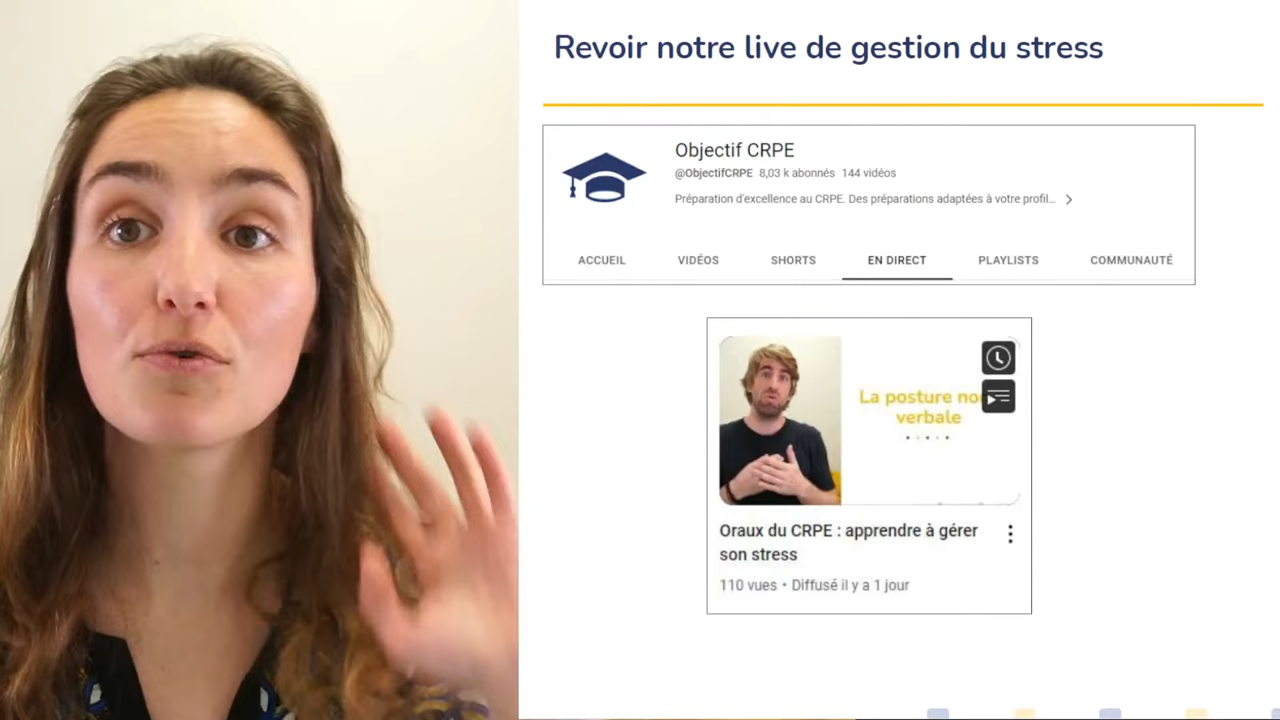 Revoir notre live de gestion du stress
Objectif CRPE
@ObjectifCRPE 8,03 k abonnés 144 vidéos
Préparation d'excellence au CRPE. Des préparations adaptées à votre profil...
ACCUEIL VIDÉOS SHORTS EN DIRECT PLAYLISTS COMMUNAUTÉ
La posture no
verbale
Oraux du CRPE : apprendre à gérer
son stress
110 vues • Diffusé il y a 1 jour